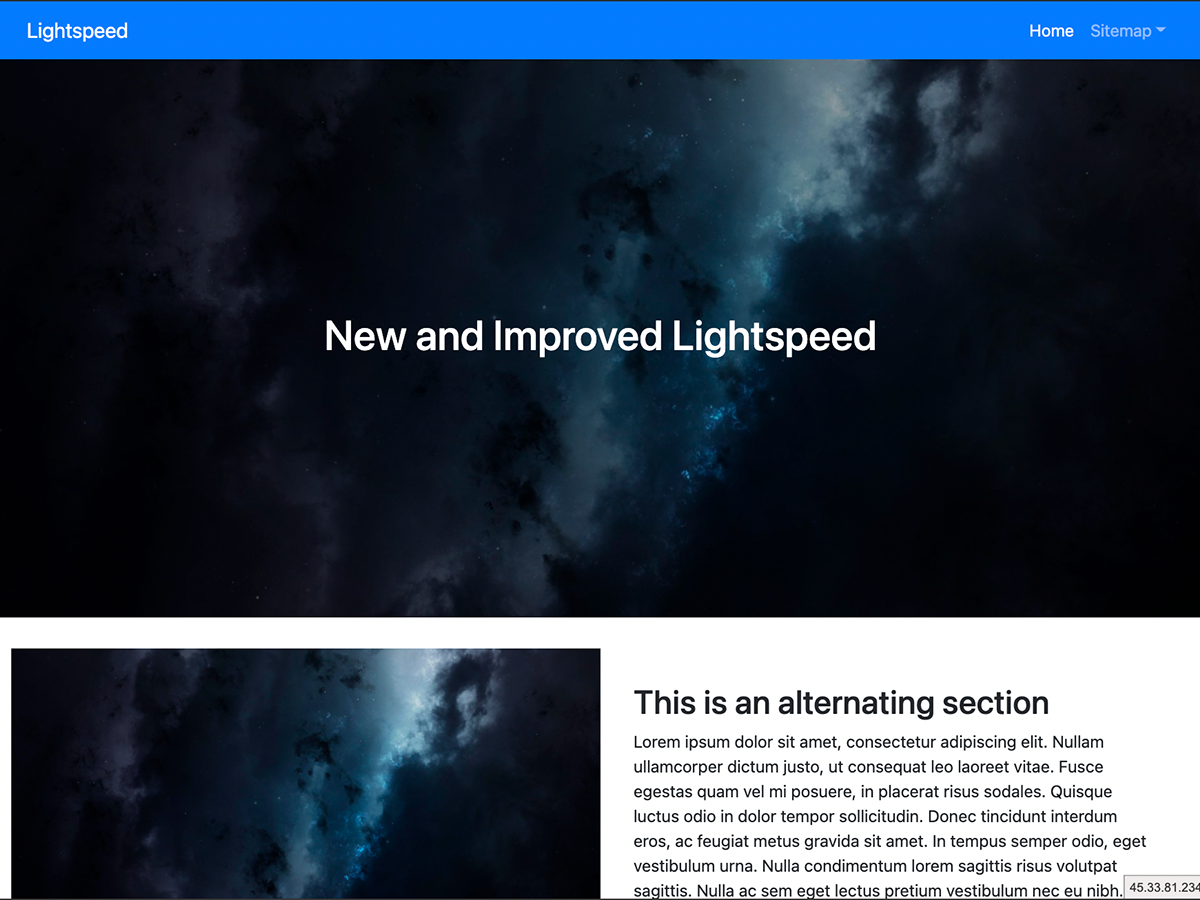 Lightspeed
Home Sitemap
New and Improved Lightspeed
This is an alternating section
Lorem ipsum dolor sit amet, consectetur adipiscing elit. Nullam
ullamcorper dictum justo, ut consequat leo laoreet vitae. Fusce
egestas quam vel mi posuere, in placerat risus sodales. Quisque
luctus odio in dolor tempor sollicitudin. Donec tincidunt interdum
eros, ac feugiat metus gravida sit amet. In tempus semper odio, eget
vestibulum urna. Nulla condimentum lorem sagittis risus volutpat
sagittis. Nulla ac sem eget lectus pretium vestibulum nec eu nibh.
45.33.81.234